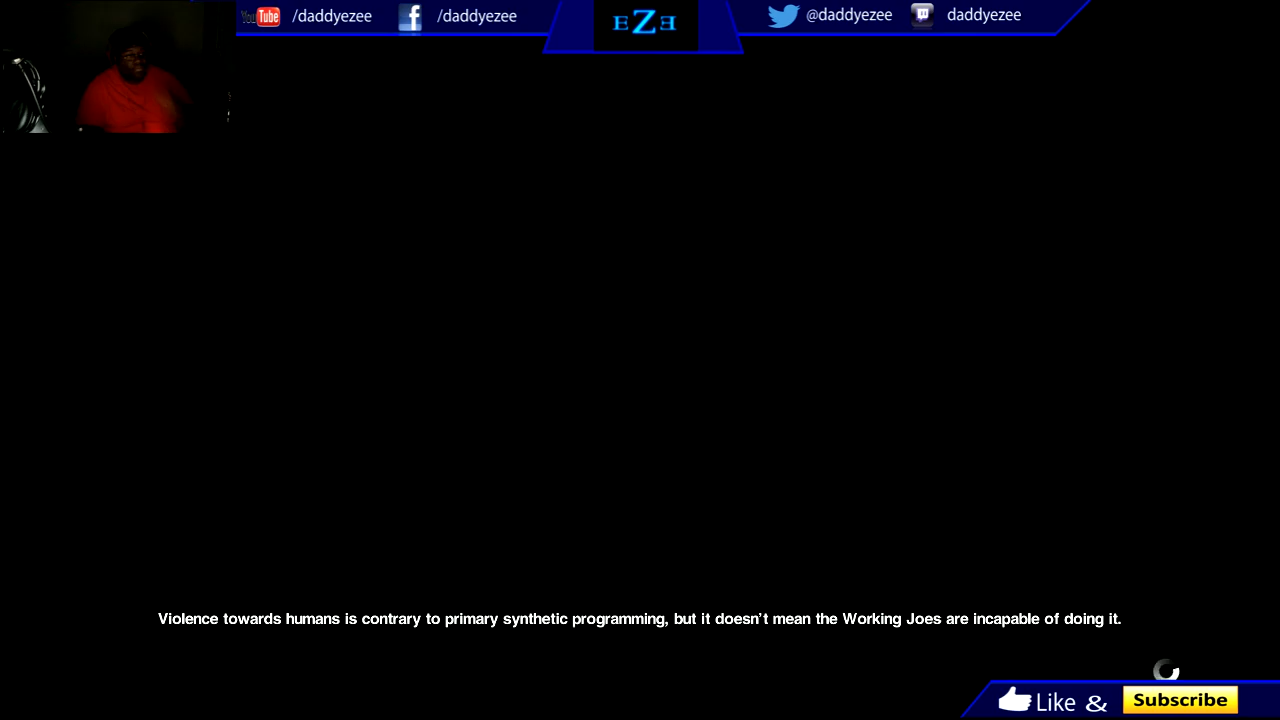 YouTube /daddyezee f /daddyezee EZE @daddyezee daddyezee
Violence towards humans is contrary to primary synthetic programming, but it doesn't mean the Working Joes are incapable of doing it.
Like & Subscribe